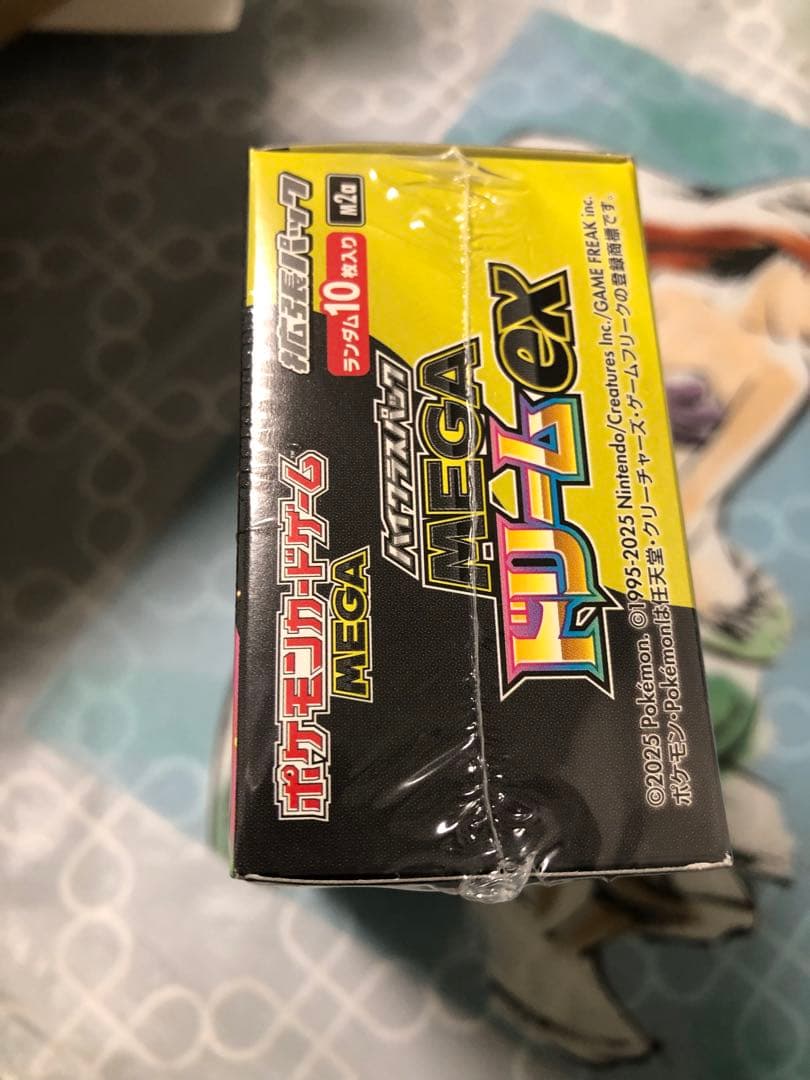 ポケモンカードゲーム™
MEGA
拡張パック
ランダム10枚入り
M2a
ハイクラスパック
MEGA
ドリームex
©2025 Pokémon. ©1995-2025 Nintendo/Creatures Inc./GAME FREAK inc.
ポケモン・Pokémonは任天堂・クリーチャーズ・ゲームフリークの登録商標です。